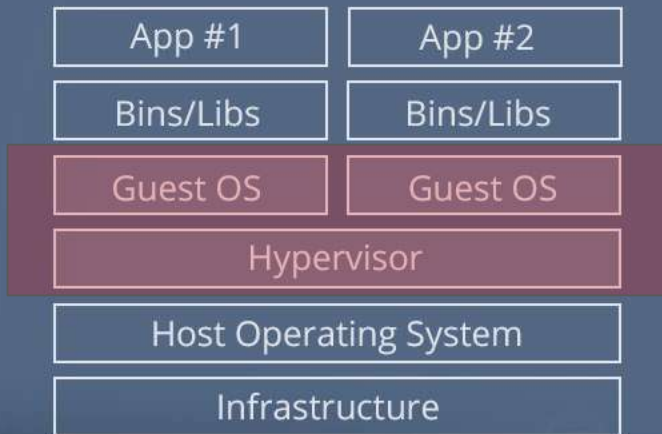 App #1 App #2
Bins/Libs Bins/Libs
Guest OS Guest OS
Hypervisor
Host Operating System
Infrastructure